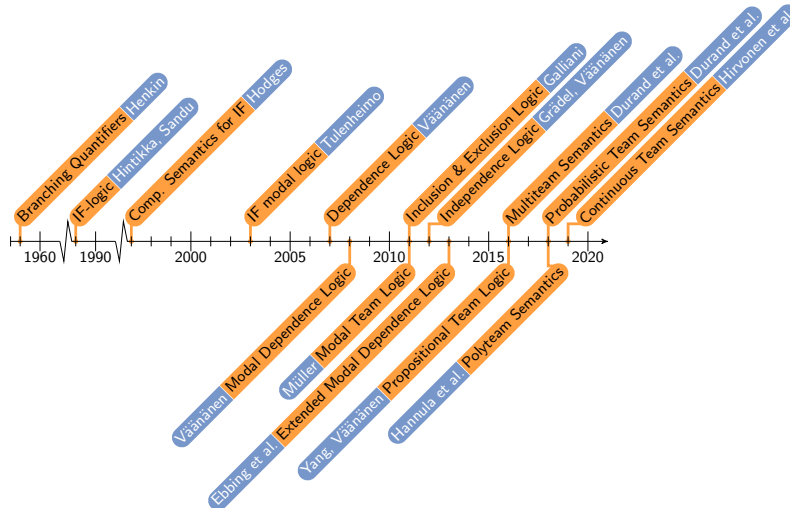 Branching Quantifiers Henkin
IF-logic Hintikka, Sandu
Comp. Semantics for IF Hodges
IF modal logic Tulenheimo
Dependence Logic Väänänen
Inclusion & Exclusion Logic Galliani
Independence Logic Grädel, Väänänen
Multiteam Semantics Durand et al.
Probabilistic Team Semantics Durand et al.
Continuous Team Semantics Hirvonen et al.
1960 1990 2000 2005 2010 2015 2020
Väänänen Modal Dependence Logic
Müller Modal Team Logic
Ebbing et al. Extended Modal Dependence Logic
Yang, Väänänen Propositional Team Logic
Hannula et al. Polyteam Semantics